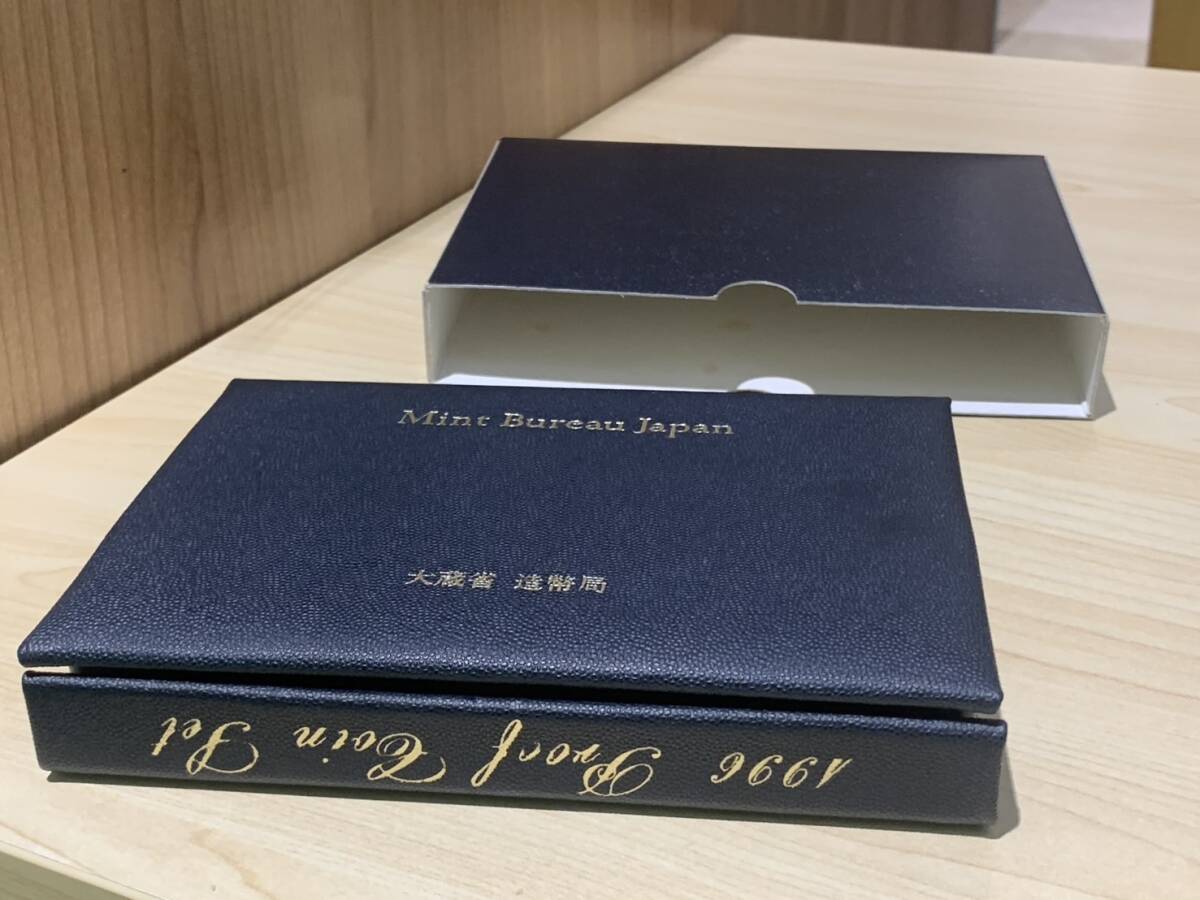 Mint Bureau Japan
大蔵省 造幣局
1996 Proof Coin Set